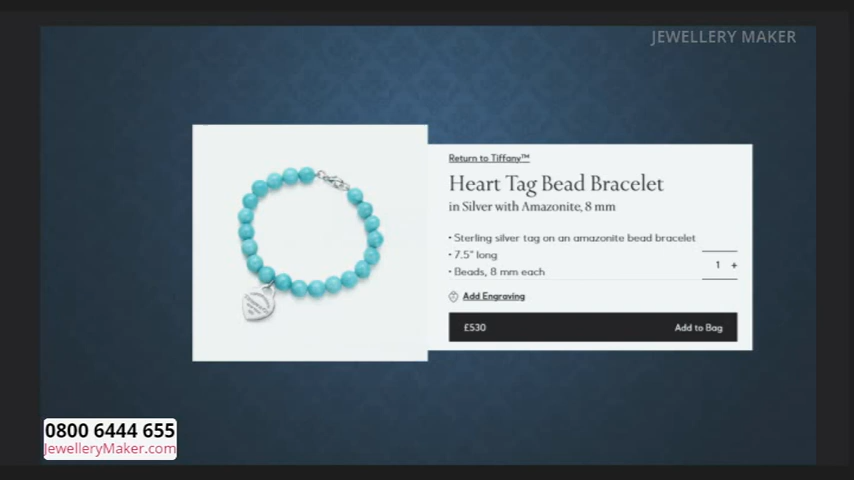 JEWELLERY MAKER
Return to Tiffany™
Heart Tag Bead Bracelet
in Silver with Amazonite, 8 mm
• Sterling silver tag on an amazonite bead bracelet
• 7.5" long
• Beads, 8 mm each
1 +
Add Engraving
£530 Add to Bag
0800 6444 655
JewelleryMaker.com